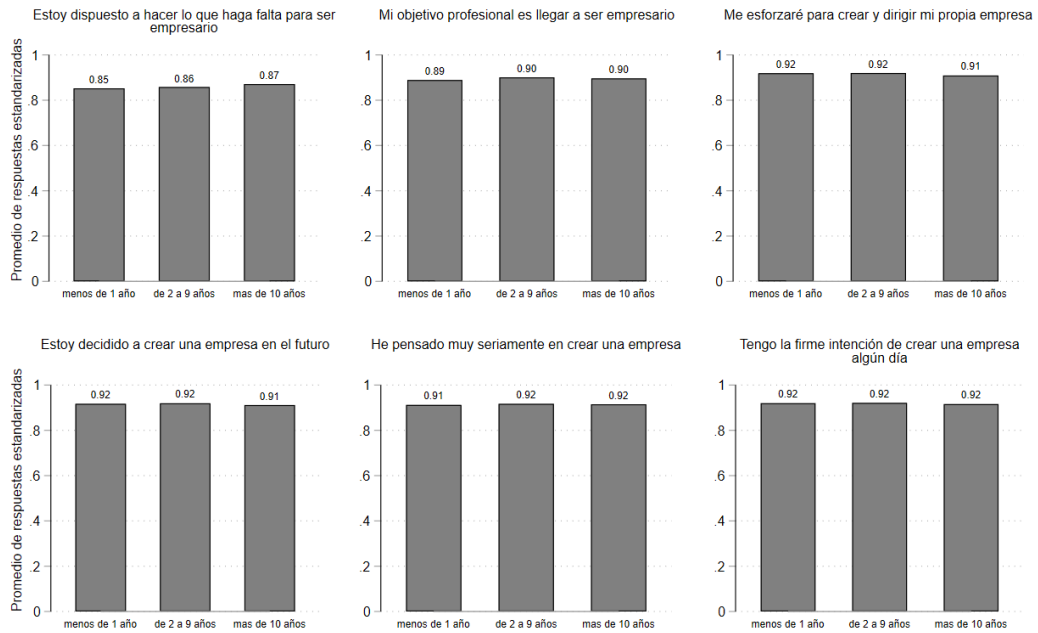 Estoy dispuesto a hacer lo que haga falta para ser
empresario
Promedio de respuestas estandarizadas
1
.8
.6
.4
.2
0
0.85
0.86
0.87
menos de 1 año
de 2 a 9 años
mas de 10 años
Mi objetivo profesional es llegar a ser empresario
1
.8
.6
.4
.2
0
0.89
0.90
0.90
menos de 1 año
de 2 a 9 años
mas de 10 años
Me esforzaré para crear y dirigir mi propia empresa
1
.8
.6
.4
.2
0
0.92
0.92
0.91
menos de 1 año
de 2 a 9 años
mas de 10 años
Estoy decidido a crear una empresa en el futuro
Promedio de respuestas estandarizadas
1
.8
.6
.4
.2
0
0.92
0.92
0.91
menos de 1 año
de 2 a 9 años
mas de 10 años
He pensado muy seriamente en crear una empresa
1
.8
.6
.4
.2
0
0.91
0.92
0.92
menos de 1 año
de 2 a 9 años
mas de 10 años
Tengo la firme intención de crear una empresa
algún día
1
.8
.6
.4
.2
0
0.92
0.92
0.92
menos de 1 año
de 2 a 9 años
mas de 10 años